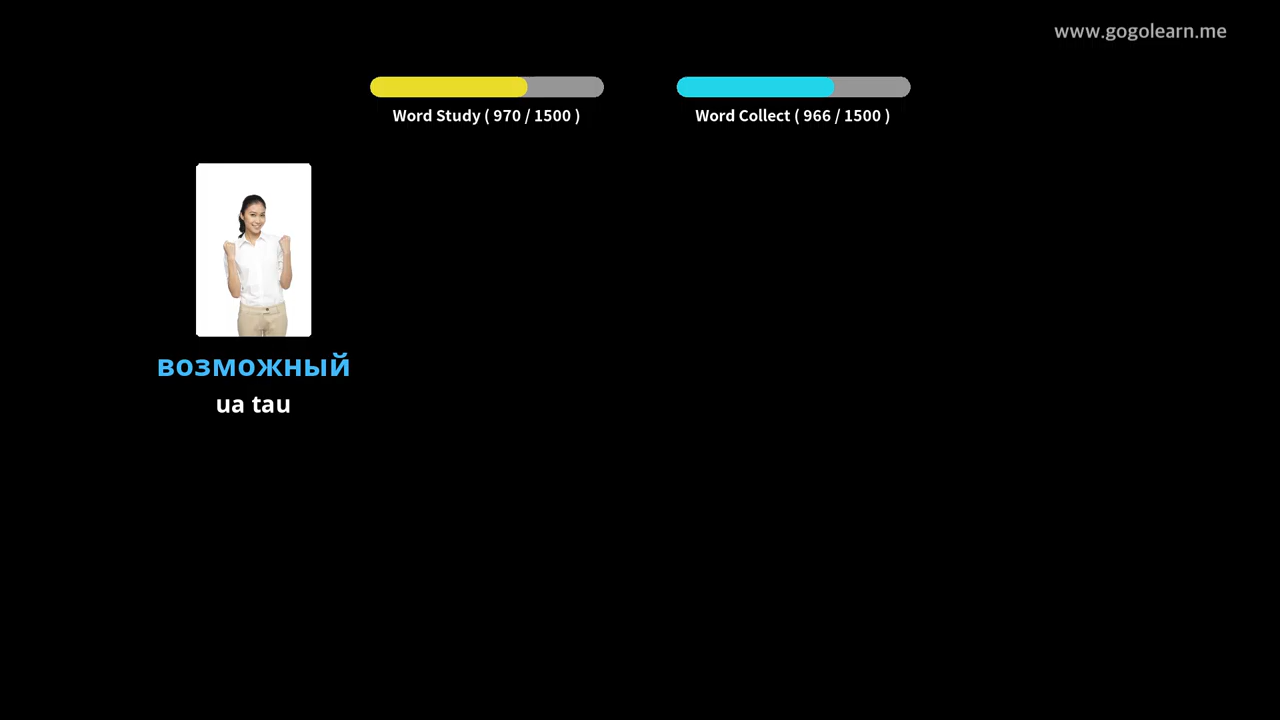 www.gogolearn.me
Word Study ( 970 / 1500 )
Word Collect ( 966 / 1500 )
возможный
ua tau